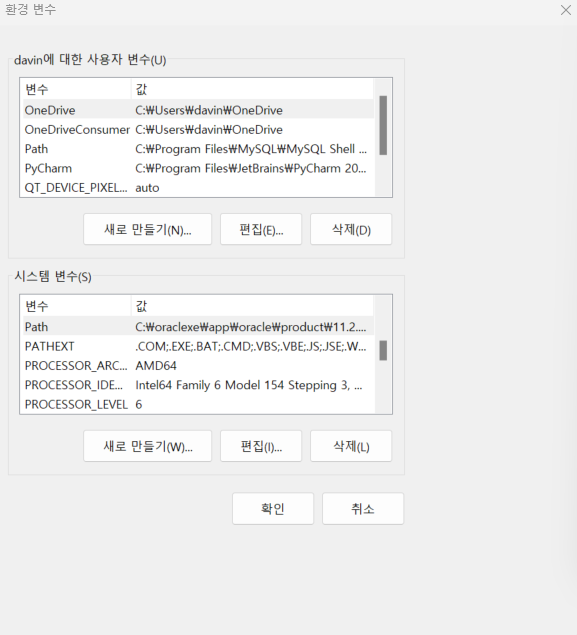 환경 변수
davin에 대한 사용자 변수(U)
변수 값
OneDrive C:₩Users₩davin₩OneDrive
OneDriveConsumer C:₩Users₩davin₩OneDrive
Path C:₩Program Files₩MySQL₩MySQL Shell ...
PyCharm C:₩Program Files₩JetBrains₩PyCharm 20...
QT_DEVICE_PIXEL... auto
새로 만들기(N)... 편집(E)... 삭제(D)
시스템 변수(S)
변수 값
Path C:₩oraclexe₩app₩oracle₩product₩11.2....
PATHEXT .COM;.EXE;.BAT;.CMD;.VBS;.VBE;.JS;.JSE;.W...
PROCESSOR_ARC... AMD64
PROCESSOR_IDE... Intel64 Family 6 Model 154 Stepping 3, ...
PROCESSOR_LEVEL 6
새로 만들기(W)... 편집(I)... 삭제(L)
확인 취소